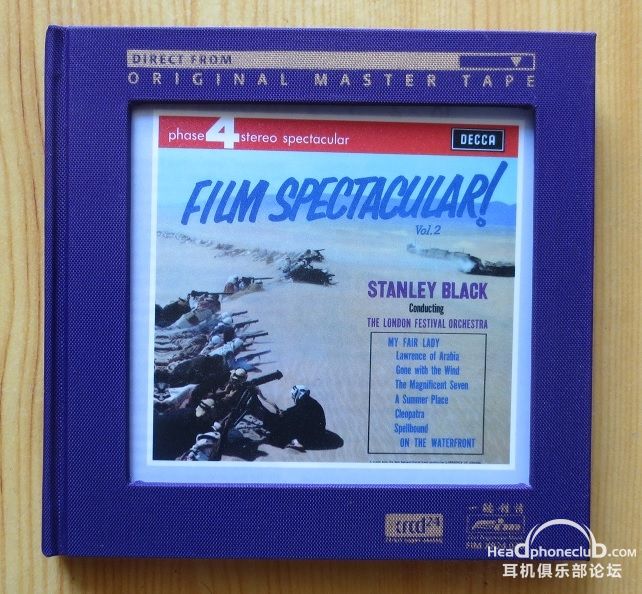 DIRECT FROM
ORIGINAL MASTER TAPE
phase 4 stereo spectacular
DECCA
FILM SPECTACULAR!
Vol.2
STANLEY BLACK
Conducting
THE LONDON FESTIVAL ORCHESTRA
MY FAIR LADY
Lawrence of Arabia
Gone with the Wind
The Magnificent Seven
A Summer Place
Cleopatra
Spellbound
ON THE WATERFRONT
xrcd24
HeadphoneclubD.com
耳机俱乐部论坛